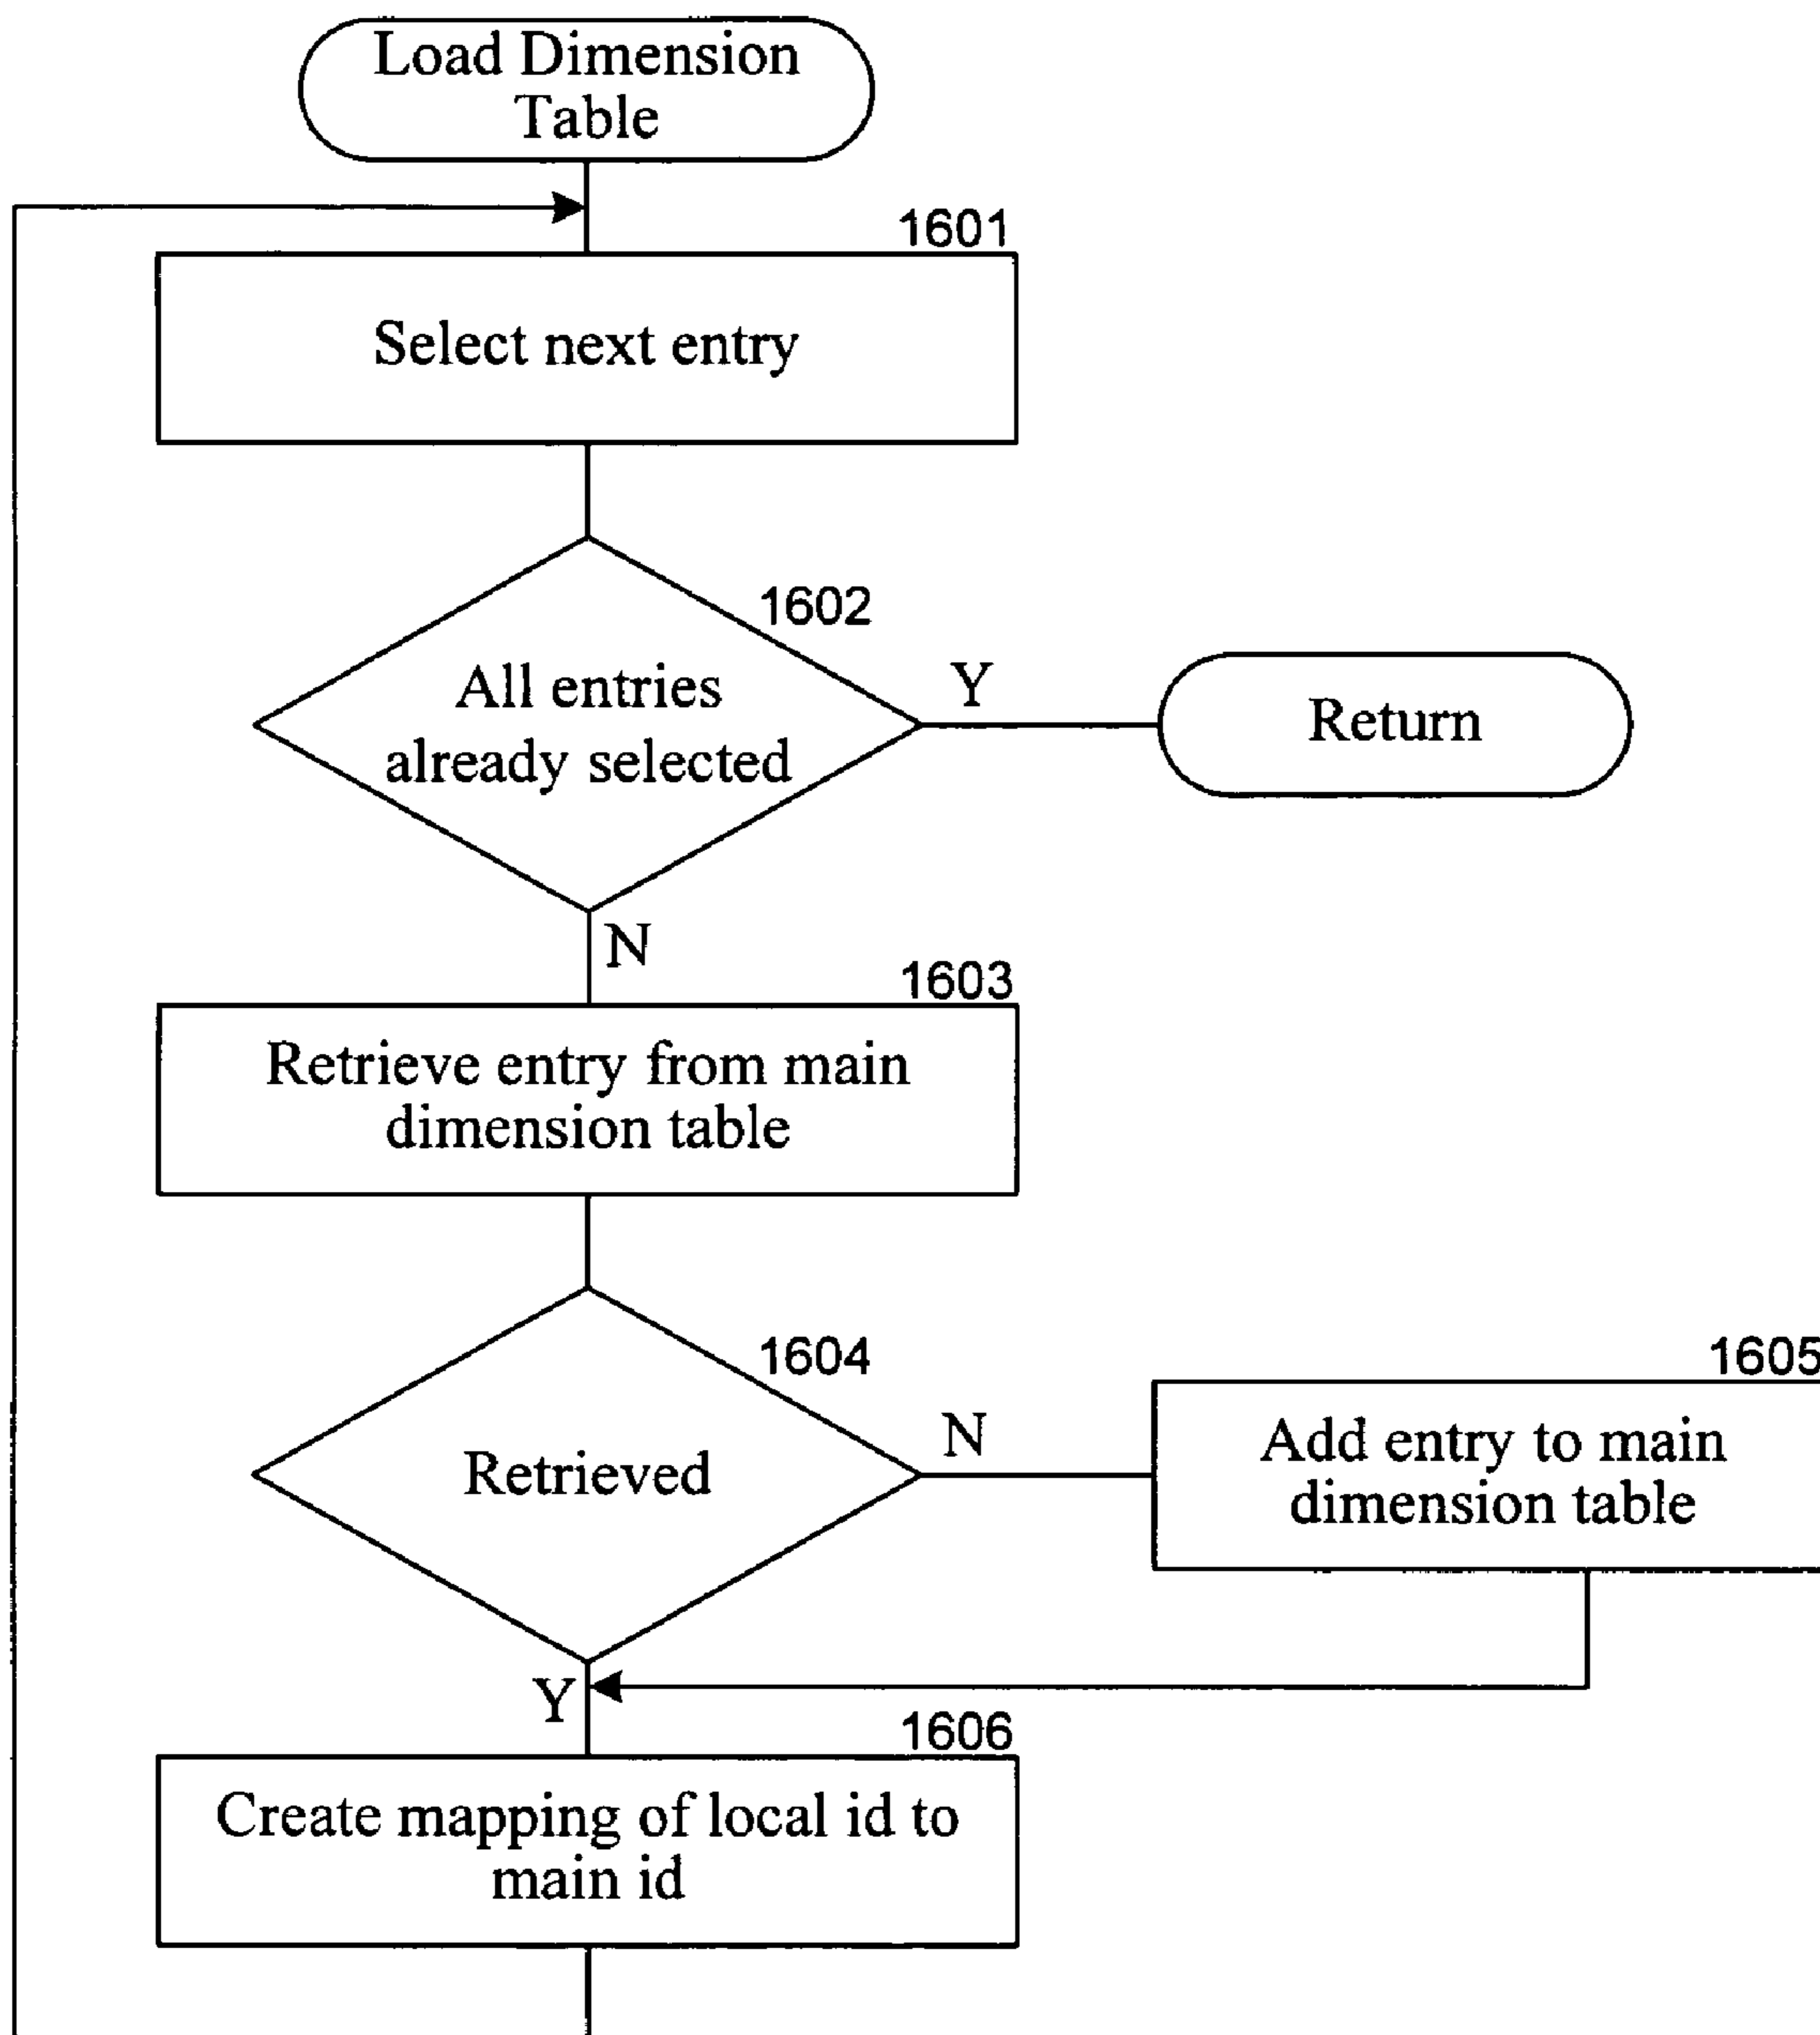 Load Dimension
Table
1601
Select next entry
1602
All entries
already selected
Y
Return
N
1603
Retrieve entry from main
dimension table
1604
Retrieved
N
1605
Add entry to main
dimension table
Y
1606
Create mapping of local id to
main id